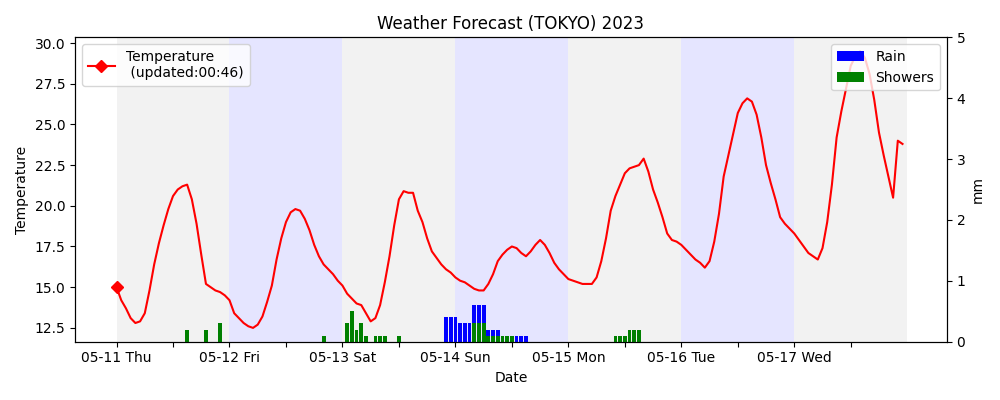 Weather Forecast (TOKYO) 2023
Temperature
(updated:00:46)
Rain
Showers
30.0
27.5
25.0
22.5
20.0
17.5
15.0
12.5
Temperature
5
4
3
2
1
0
mm
05-11 Thu
05-12 Fri
05-13 Sat
05-14 Sun
05-15 Mon
05-16 Tue
05-17 Wed
Date